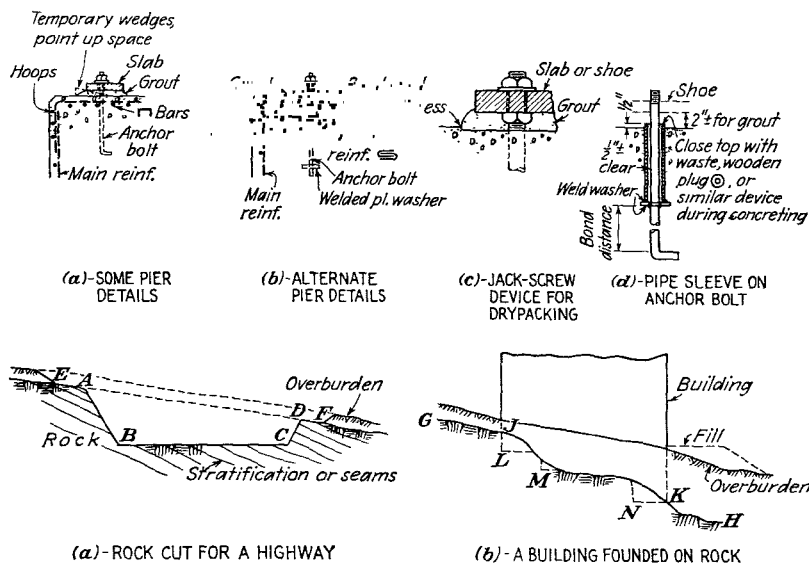 Temporary wedges,
point up space
Slab
Hoops
Grout
Bars
Anchor
bolt
Main reinf.
(a)-SOME PIER
DETAILS
reinf.
Anchor bolt
Main
reinf.
Welded pl. washer
(b)-ALTERNATE
PIER DETAILS
Slab or shoe
ess
Grout
(c)-JACK-SCREW
DEVICE FOR
DRYPACKING
Shoe
2"± for grout
Close top with
waste, wooden
plug, or
similar device
during concreting
clear
Weld washer
Bond
distance
(d)-PIPE SLEEVE ON
ANCHOR BOLT
E A
Overburden
D F
Rock B C
Stratification or seams
(a)-ROCK CUT FOR A HIGHWAY
Building
G J
Fill
L
M
Overburden
N K H
(b)-A BUILDING FOUNDED ON ROCK